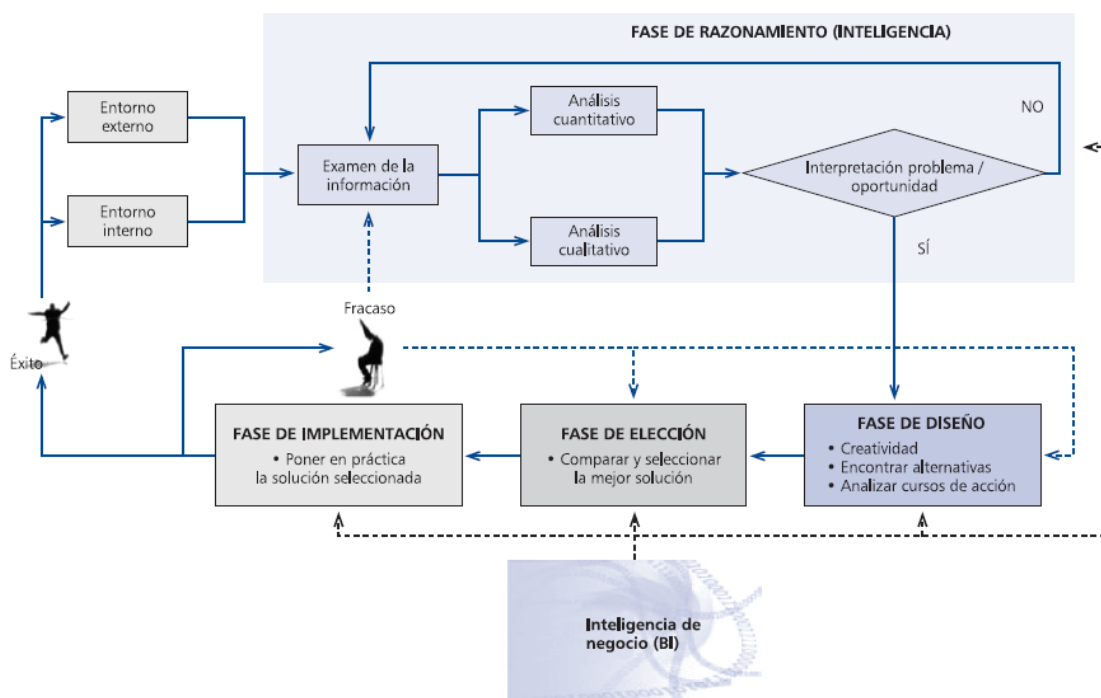 FASE DE RAZONAMIENTO (INTELIGENCIA)
Entorno
externo
Entorno
interno
Examen de la
información
Análisis
cuantitativo
Análisis
cualitativo
Interpretación problema /
oportunidad
NO
SÍ
Fracaso
Éxito
FASE DE IMPLEMENTACIÓN
• Poner en práctica
la solución seleccionada
FASE DE ELECCIÓN
• Comparar y seleccionar
la mejor solución
FASE DE DISEÑO
• Creatividad
• Encontrar alternativas
• Analizar cursos de acción
Inteligencia de
negocio (BI)